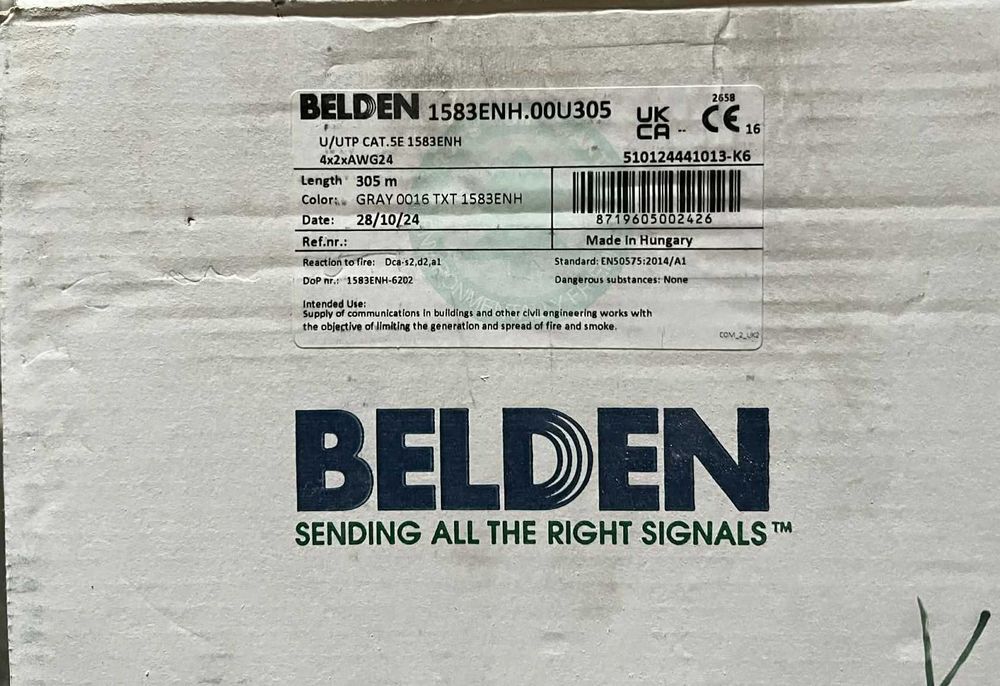 BELDEN 1583ENH.00U305
UK
CA --
2658
CE 16
U/UTP CAT.5E 1583ENH
4x2xAWG24
510124441013-K6
Length 305 m
Color: GRAY 0016 TXT 1583ENH
Date: 28/10/24
8719605002426
Ref.nr.:
Made in Hungary
Reaction to fire: Dca-s2,d2,a1
Standard: EN50575:2014/A1
DoP nr.: 1583ENH-6202
Dangerous substances: None
Intended Use:
Supply of communications in buildings and other civil engineering works with
the objective of limiting the generation and spread of fire and smoke.
COM_2_UK2
BELDEN
SENDING ALL THE RIGHT SIGNALS™